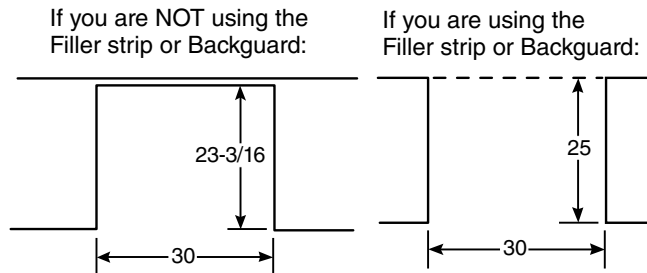 If you are NOT using the
Filler strip or Backguard:
23-3/16
30
If you are using the
Filler strip or Backguard:
25
30